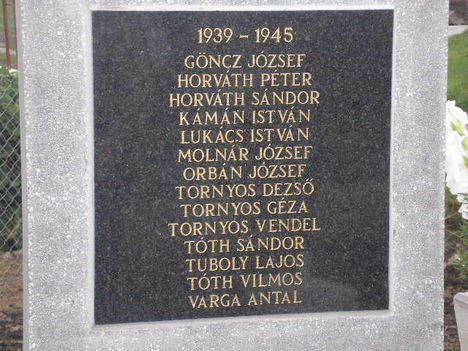 1939 - 1945
GÖNCZ JÓZSEF
HORVÁTH PÉTER
HORVÁTH SÁNDOR
KÁMÁN ISTVÁN
LUKÁCS ISTVÁN
MOLNÁR JÓZSEF
ORBÁN JÓZSEF
TORNYOS DEZSŐ
TORNYOS GÉZA
TORNYOS VENDEL
TÓTH SÁNDOR
TUBOLY LAJOS
TÓTH VILMOS
VARGA ANTAL